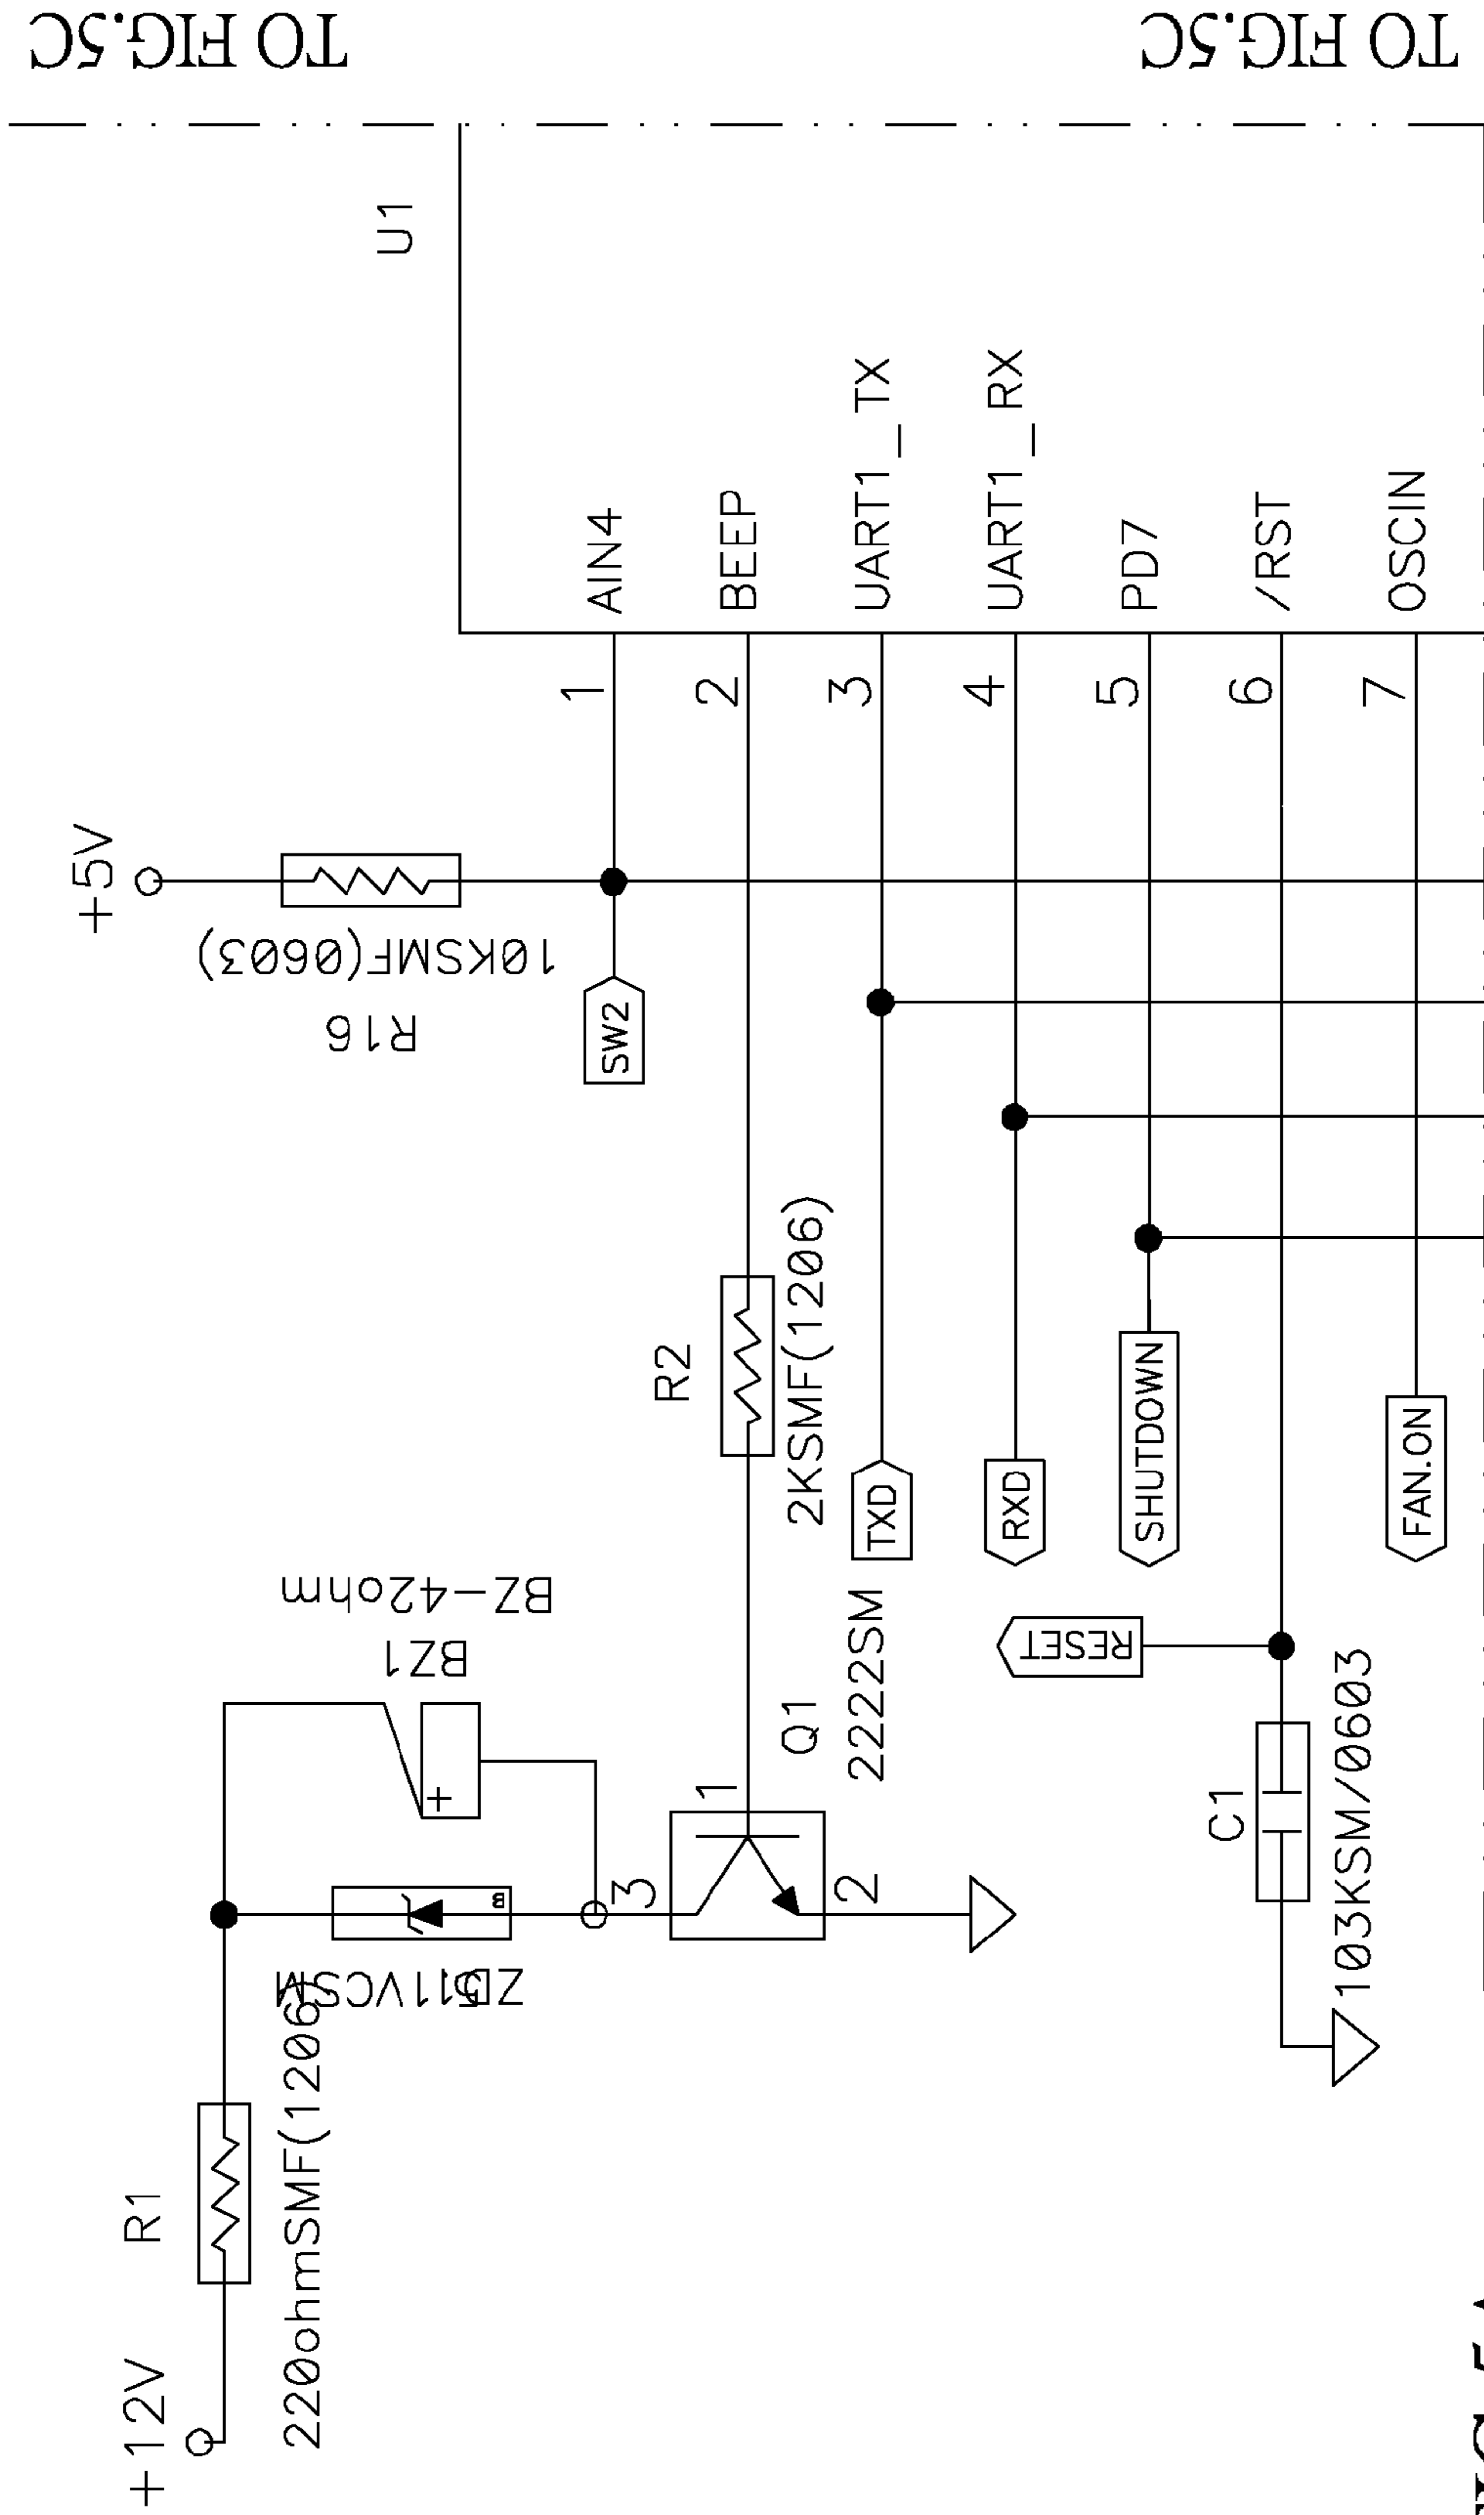 TO FIG.5C
TO FIG.5C
U1
AIN4
BEEP
UART1_TX
UART1_RX
PD7
/RST
OSCIN
1
2
3
4
5
6
7
+5V
10KSMF(0603)
R16
SW2
R2
2KSMF(1206)
TXD
RXD
SHUTDOWN
FAN.ON
RESET
BZ-42ohm
BZ1
+
Q1
2222SM
1
2
3
B
C1
103KSM/0603
R1
220ohmSMF(1206)
+12V